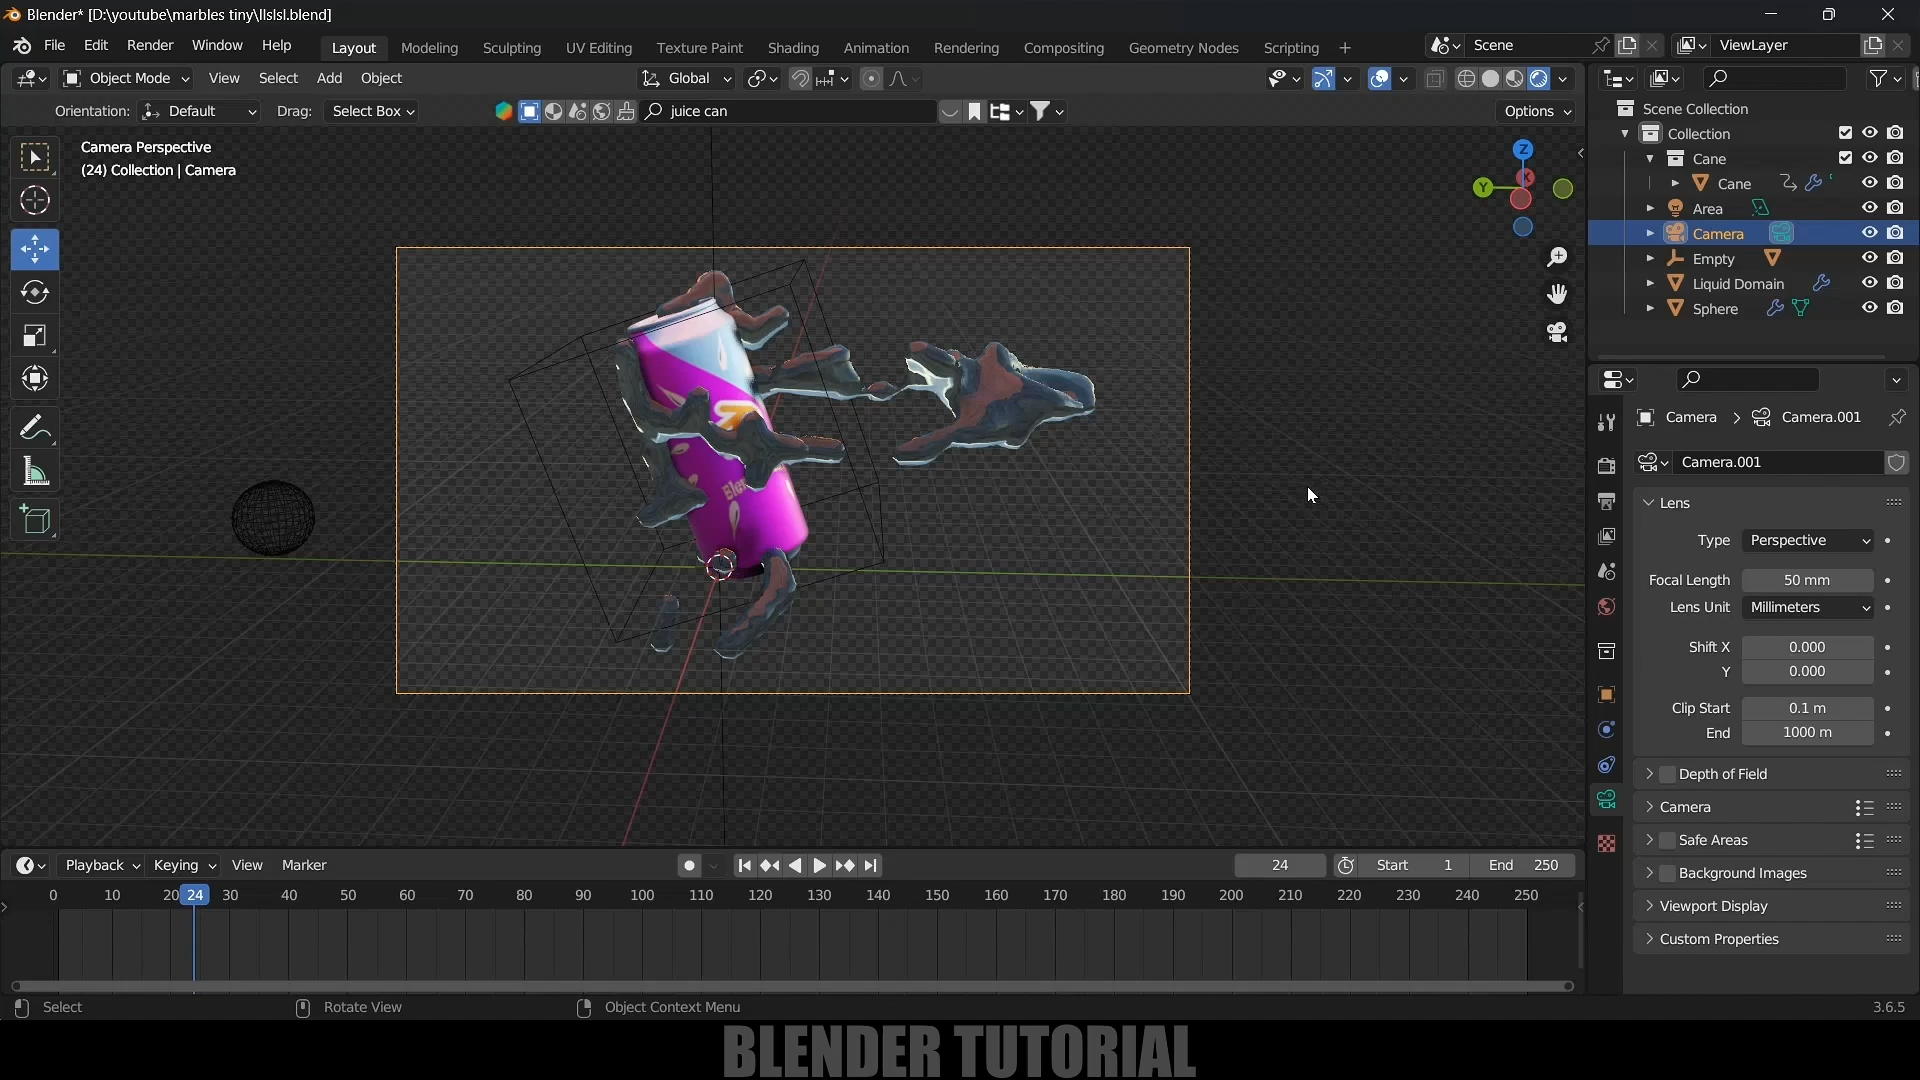 Blender* [D:\youtube\marbles tiny\llslsl.blend]
File Edit Render Window Help Layout Modeling Sculpting UV Editing Texture Paint Shading Animation Rendering Compositing Geometry Nodes Scripting + Scene ViewLayer
Object Mode View Select Add Object Global
Orientation: Default Drag: Select Box juice can Options
Camera Perspective
(24) Collection | Camera
Z
Y
X
Scene Collection
Collection
Cane
Cane
Area
Camera
Empty
Liquid Domain
Sphere
Camera > Camera.001
Camera.001
Lens
Type Perspective
Focal Length 50 mm
Lens Unit Millimeters
Shift X 0.000
Y 0.000
Clip Start 0.1 m
End 1000 m
Depth of Field
Camera
Safe Areas
Background Images
Viewport Display
Custom Properties
Playback Keying View Marker 24 Start 1 End 250
0 10 20 24 30 40 50 60 70 80 90 100 110 120 130 140 150 160 170 180 190 200 210 220 230 240 250
Select Rotate View Object Context Menu 3.6.5
BLENDER TUTORIAL